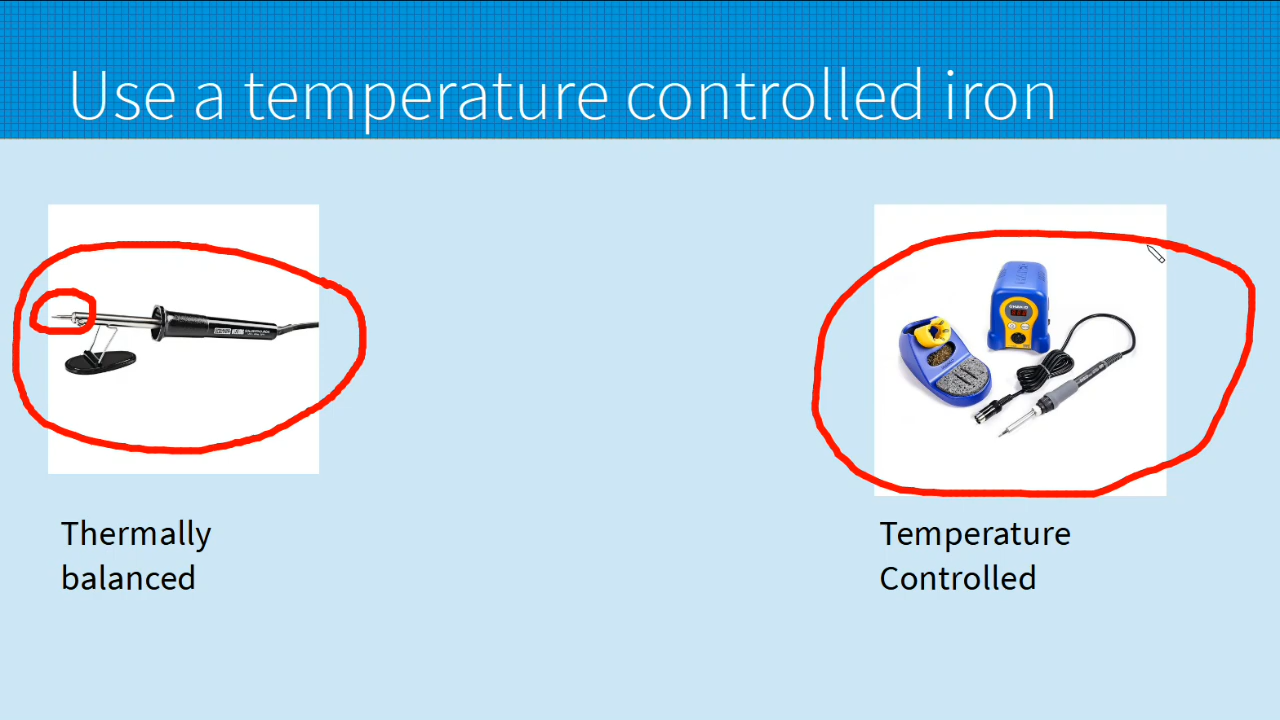 Use a temperature controlled iron
Thermally
balanced
Temperature
Controlled